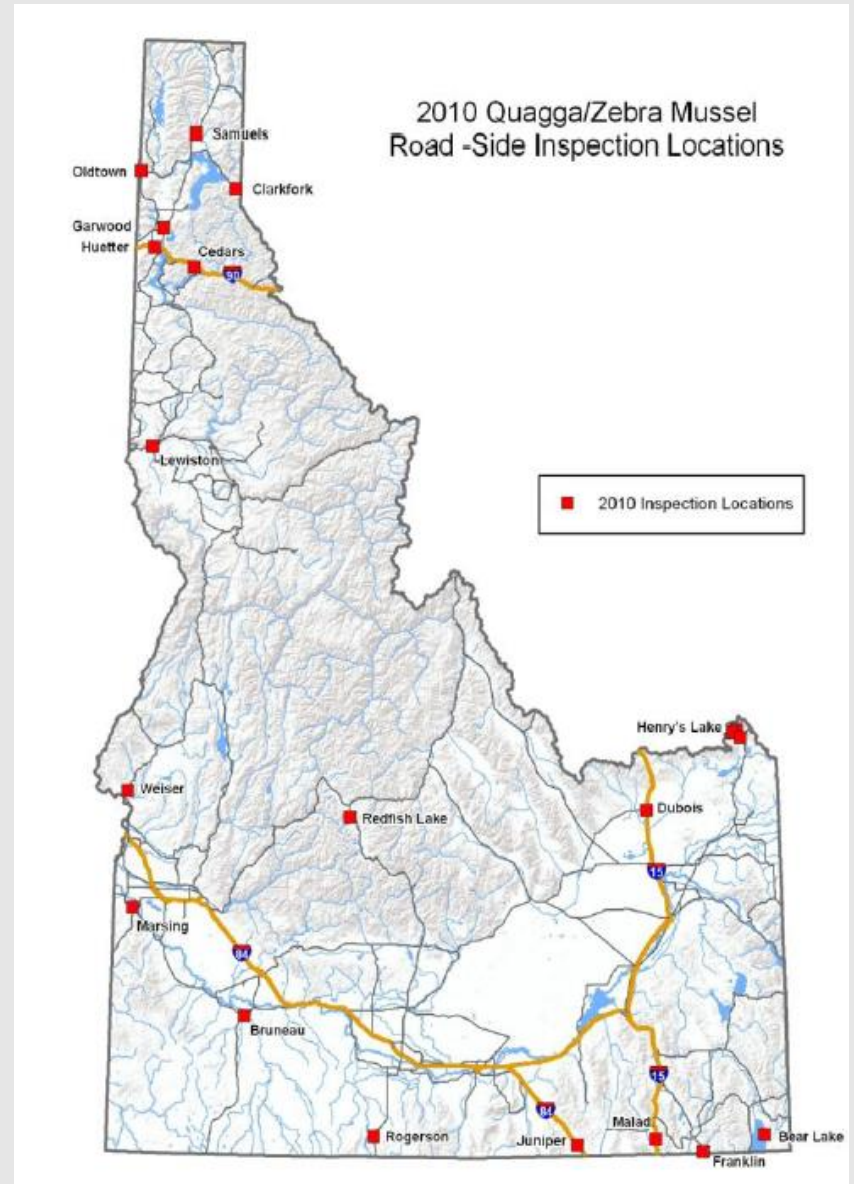 2010 Quagga/Zebra Mussel
Road -Side Inspection Locations
Samuels
Oldtown
Clarkfork
Garwood
Huetter
Cedars
90
Lewiston
2010 Inspection Locations
Henry's Lake
Weiser
Dubois
Redfish Lake
15
Marsing
84
Bruneau
15
84
Malad
Rogerson
Juniper
Bear Lake
Franklin